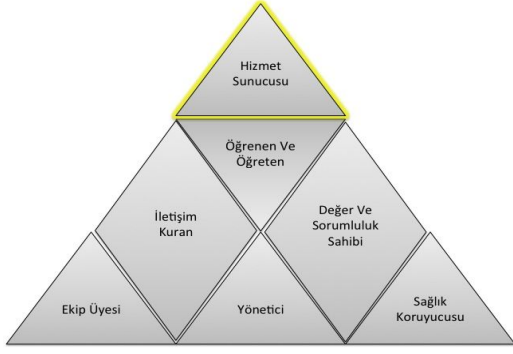 Hizmet
Sunucusu
Öğrenen Ve
Öğreten
İletişim
Kuran
Değer Ve
Sorumluluk
Sahibi
Ekip Üyesi
Yönetici
Sağlık
Koruyucusu